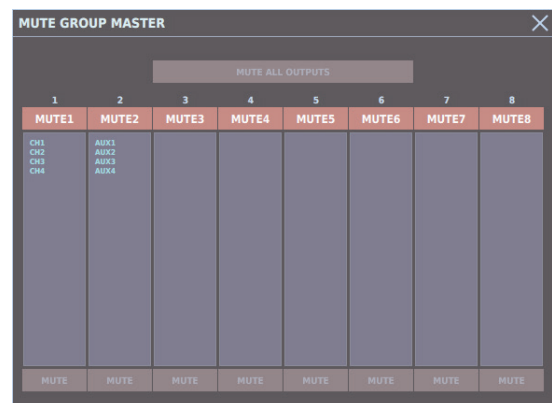 MUTE GROUP MASTER
MUTE ALL OUTPUTS
1 2 3 4 5 6 7 8
MUTE1 MUTE2 MUTE3 MUTE4 MUTE5 MUTE6 MUTE7 MUTE8
CH1 AUX1
CH2 AUX2
CH3 AUX3
CH4 AUX4
MUTE MUTE MUTE MUTE MUTE MUTE MUTE MUTE